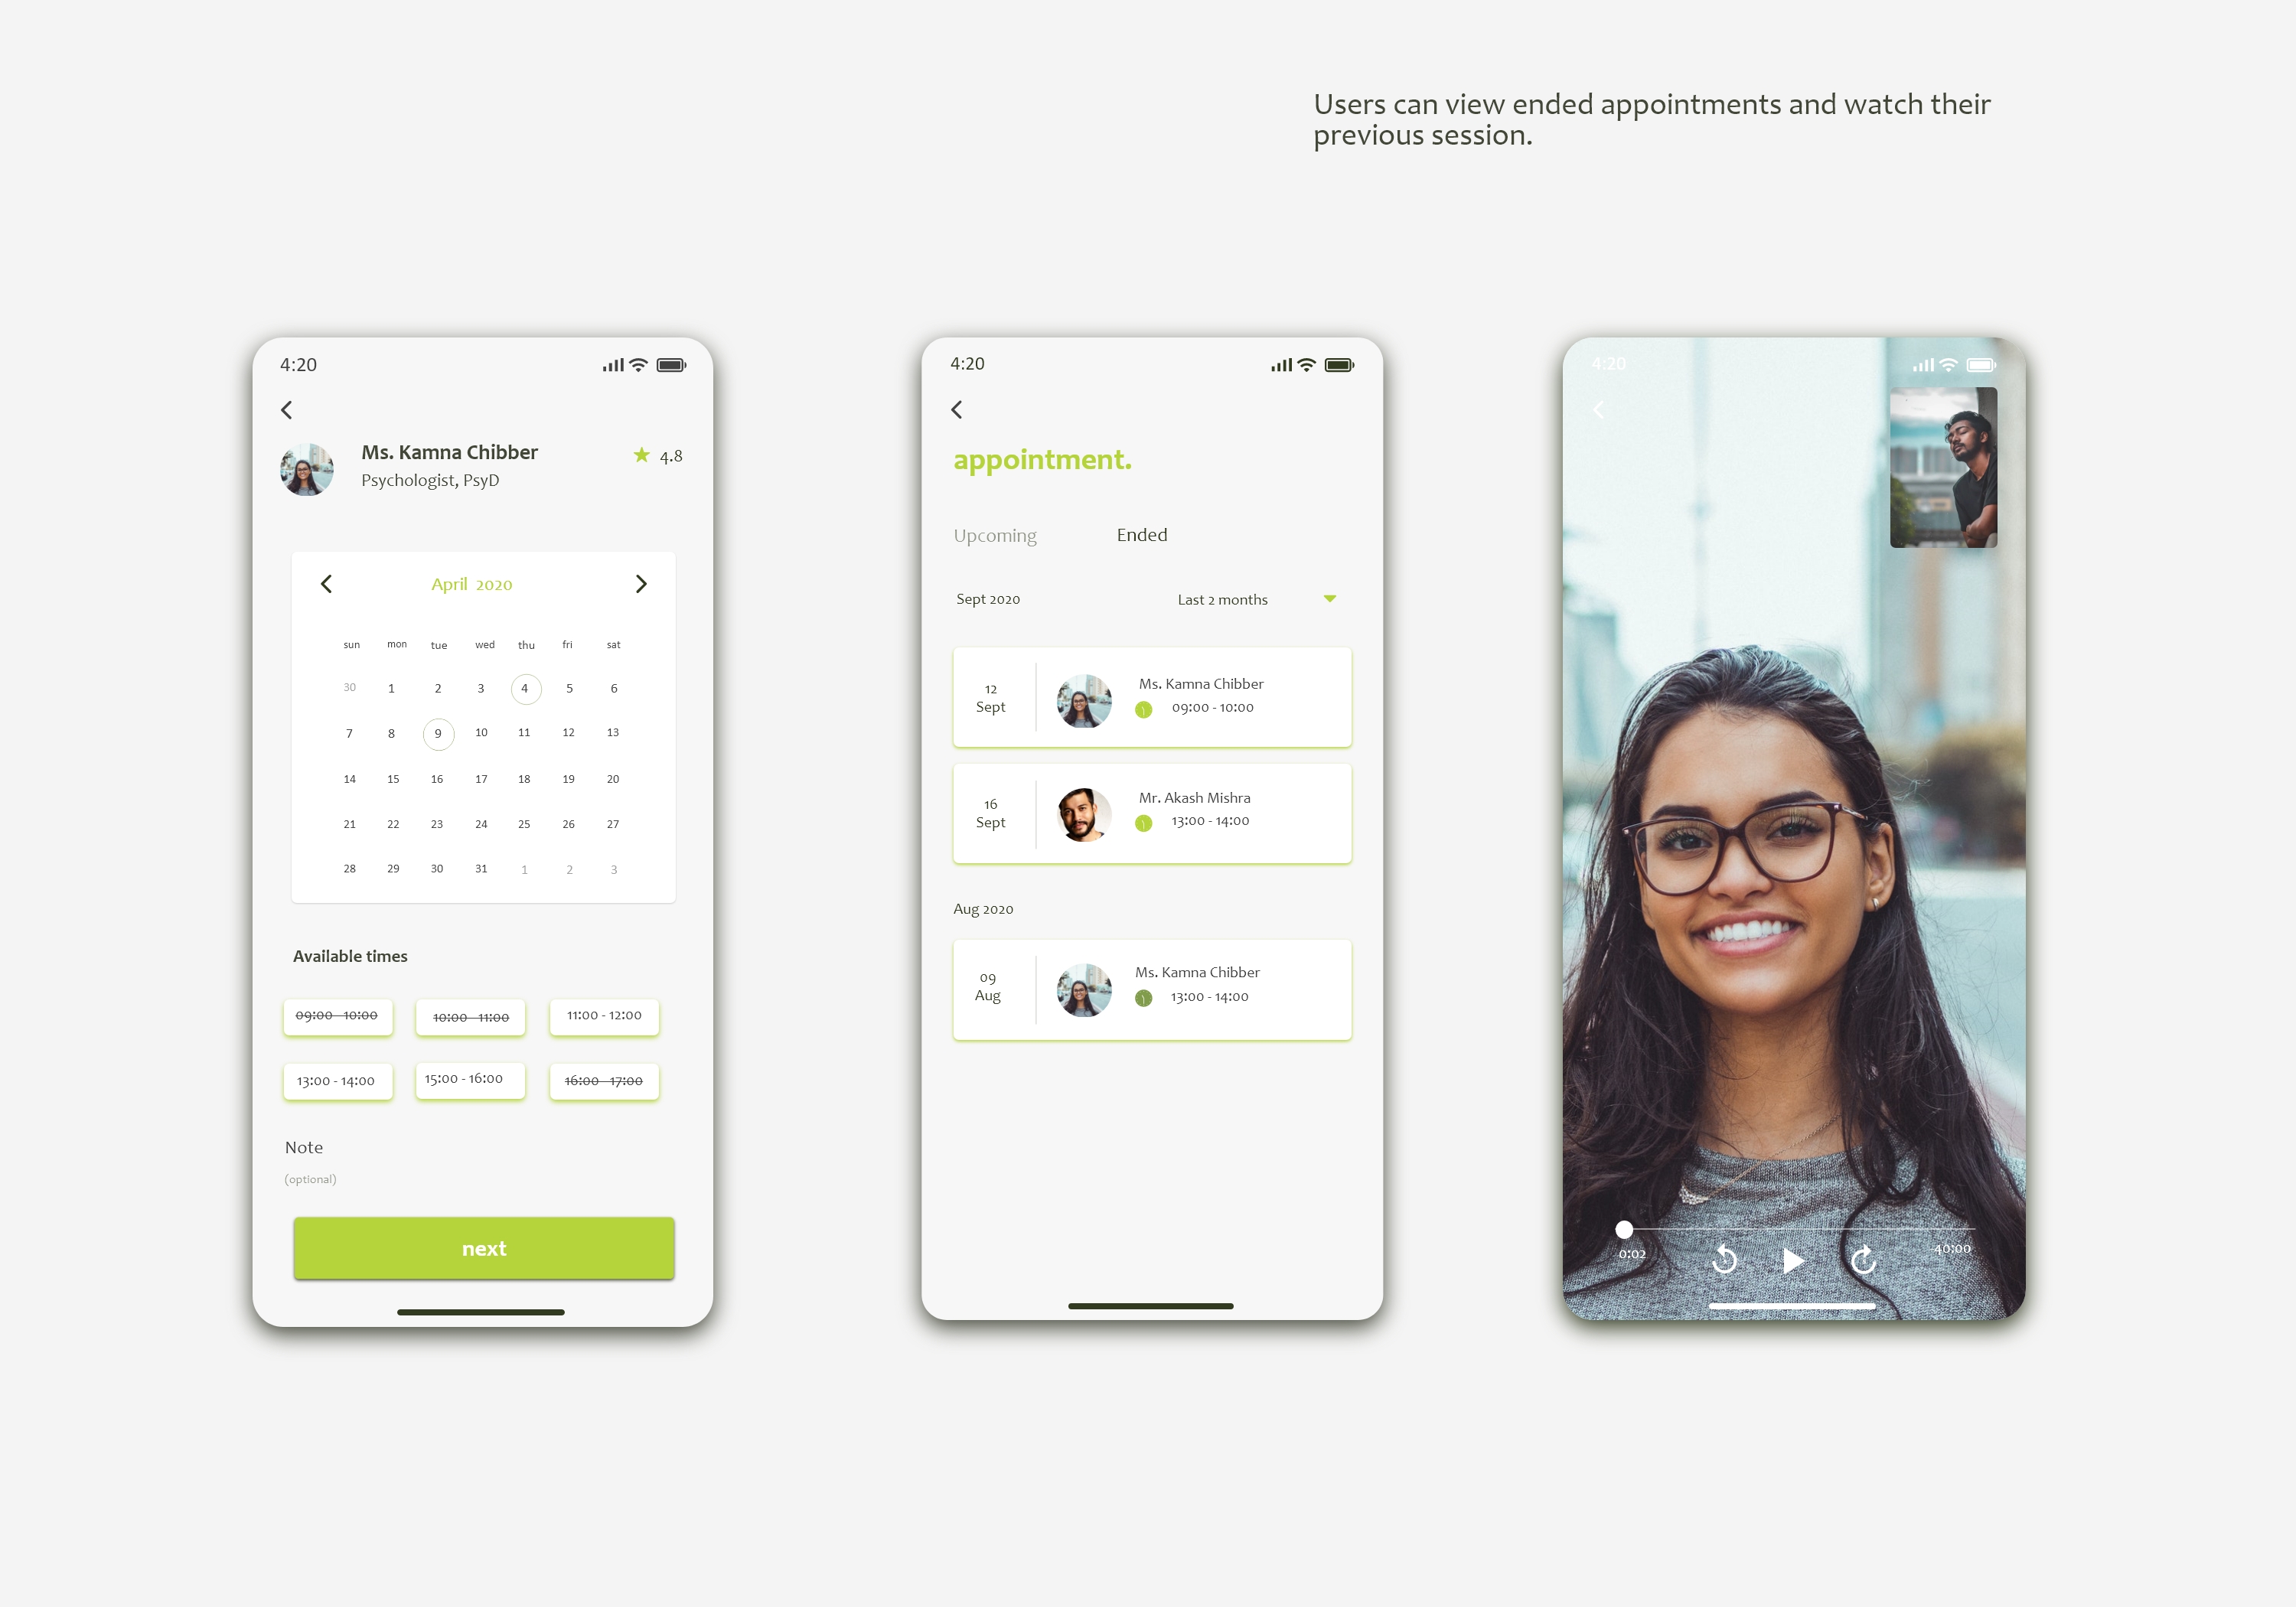 Users can view ended appointments and watch their
previous session.
4:20
Ms. Kamna Chibber
4.8
Psychologist, PsyD
April 2020
sun mon tue wed thu fri sat
30 1 2 3 4 5 6
7 8 9 10 11 12 13
14 15 16 17 18 19 20
21 22 23 24 25 26 27
28 29 30 31 1 2 3
Available times
09:00 - 10:00 10:00 - 11:00 11:00 - 12:00
13:00 - 14:00 15:00 - 16:00 16:00 - 17:00
Note
(optional)
next
4:20
appointment.
Upcoming Ended
Sept 2020 Last 2 months
12
Sept
Ms. Kamna Chibber
09:00 - 10:00
16
Sept
Mr. Akash Mishra
13:00 - 14:00
Aug 2020
09
Aug
Ms. Kamna Chibber
13:00 - 14:00
4:20
0:02
40:00